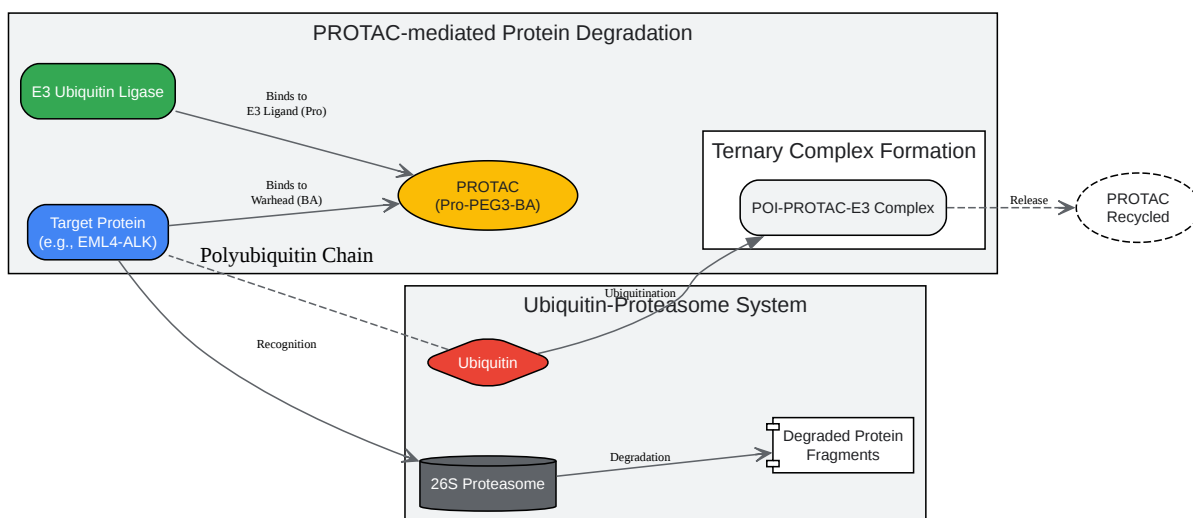 PROTAC-mediated Protein Degradation
E3 Ubiquitin Ligase
Binds to
E3 Ligand (Pro)
Ternary Complex Formation
PROTAC
(Pro-PEG3-BA)
Binds to
Warhead (BA)
POI-PROTAC-E3 Complex
Release
PROTAC
Recycled
Target Protein
(e.g., EML4-ALK)
Polyubiquitin Chain
Ubiquitination
Ubiquitin-Proteasome System
Recognition
Ubiquitin
Degraded Protein
Fragments
Degradation
26S Proteasome